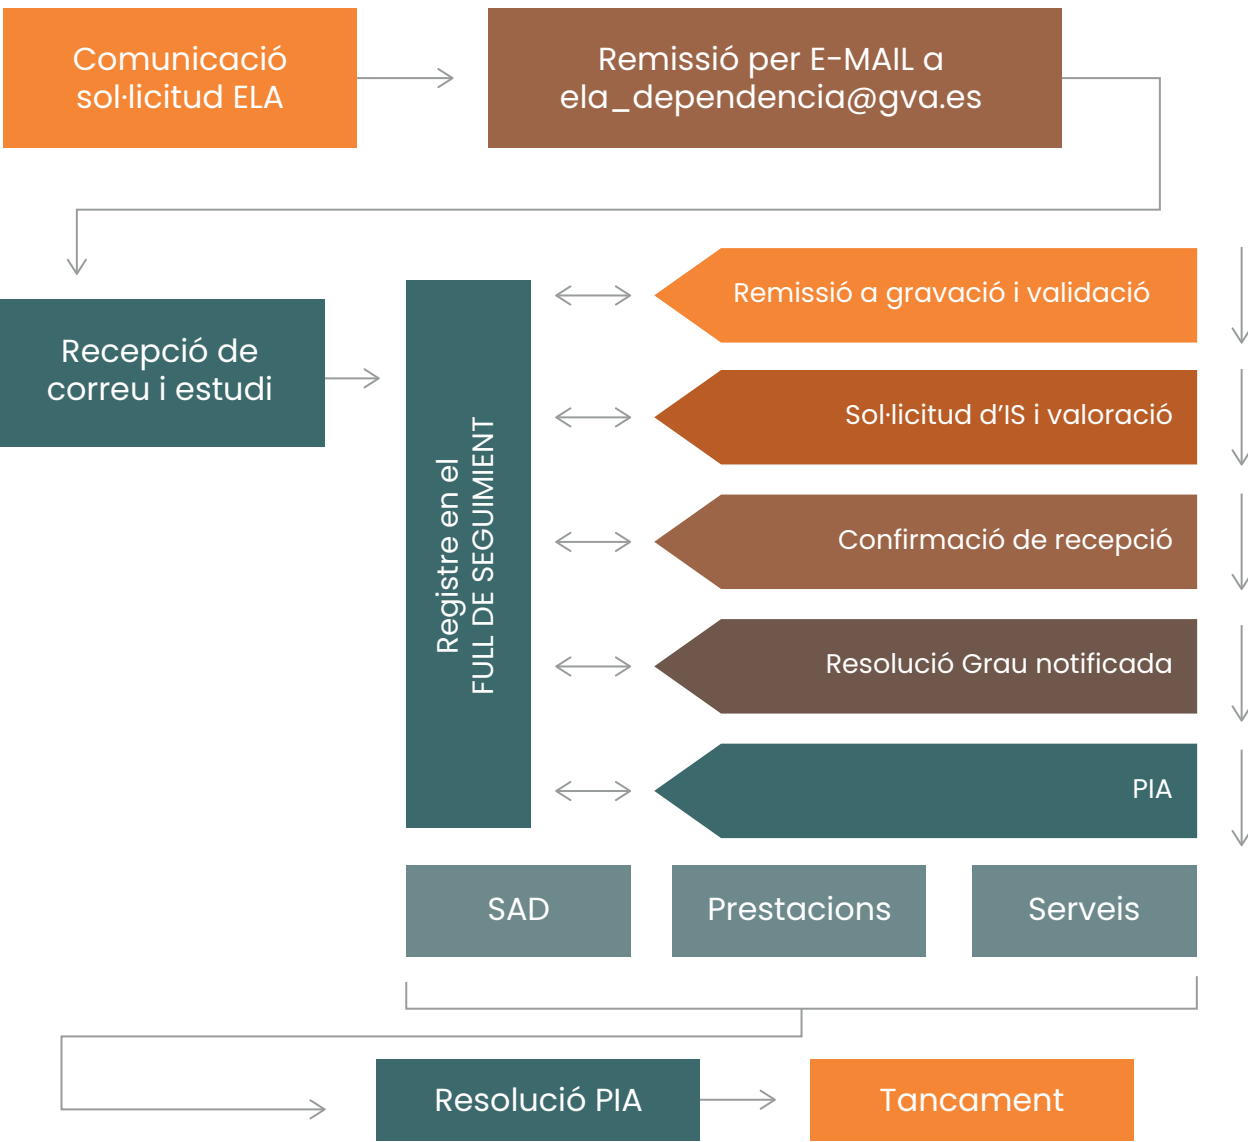 Comunicació
sol·licitud ELA
Remissió per E-MAIL a
ela_dependencia@gva.es
Recepció de
correu i estudi
Registre en el
FULL DE SEGUIMIENT
Remissió a gravació i validació
Sol·licitud d’IS i valoració
Confirmació de recepció
Resolució Grau notificada
PIA
SAD
Prestacions
Serveis
Resolució PIA
Tancament